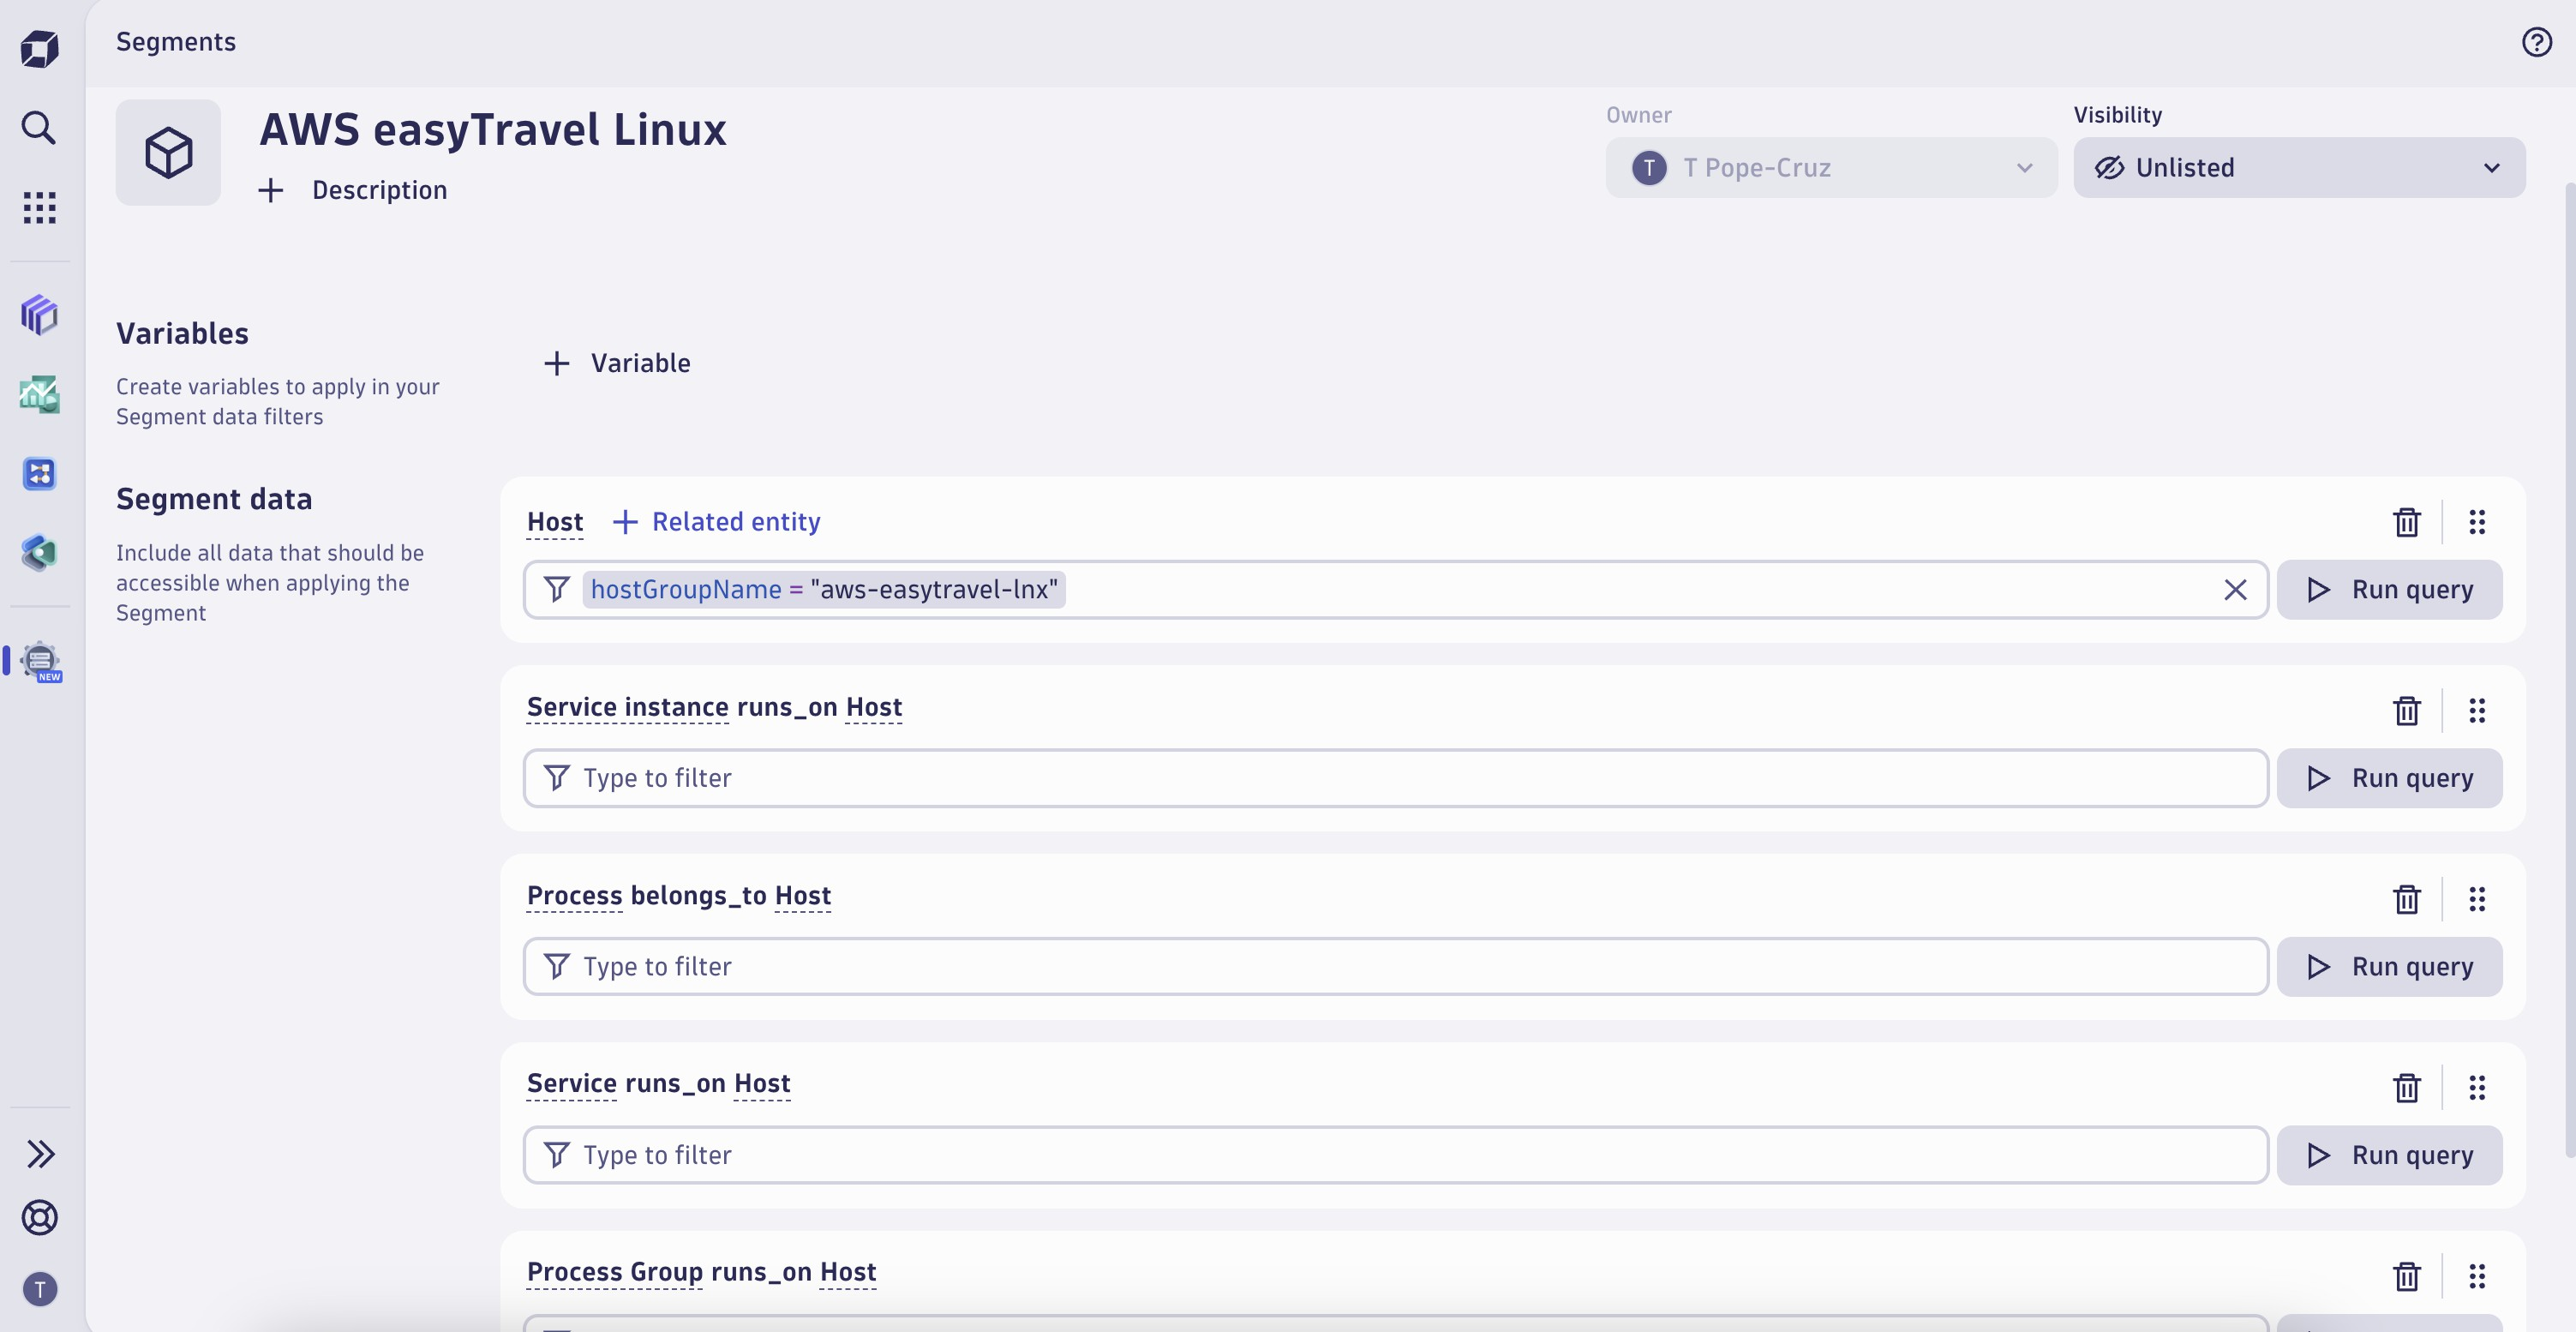 Segments
AWS easyTravel Linux
Description
Owner
T
T Pope-Cruz
Visibility
Unlisted
Variables
Create variables to apply in your
Segment data filters
Variable
Segment data
Include all data that should be
accessible when applying the
Segment
Host
Related entity
hostGroupName = "aws-easytravel-lnx"
Run query
Service instance runs_on Host
Type to filter
Run query
Process belongs_to Host
Type to filter
Run query
Service runs_on Host
Type to filter
Run query
Process Group runs_on Host
NEW
T